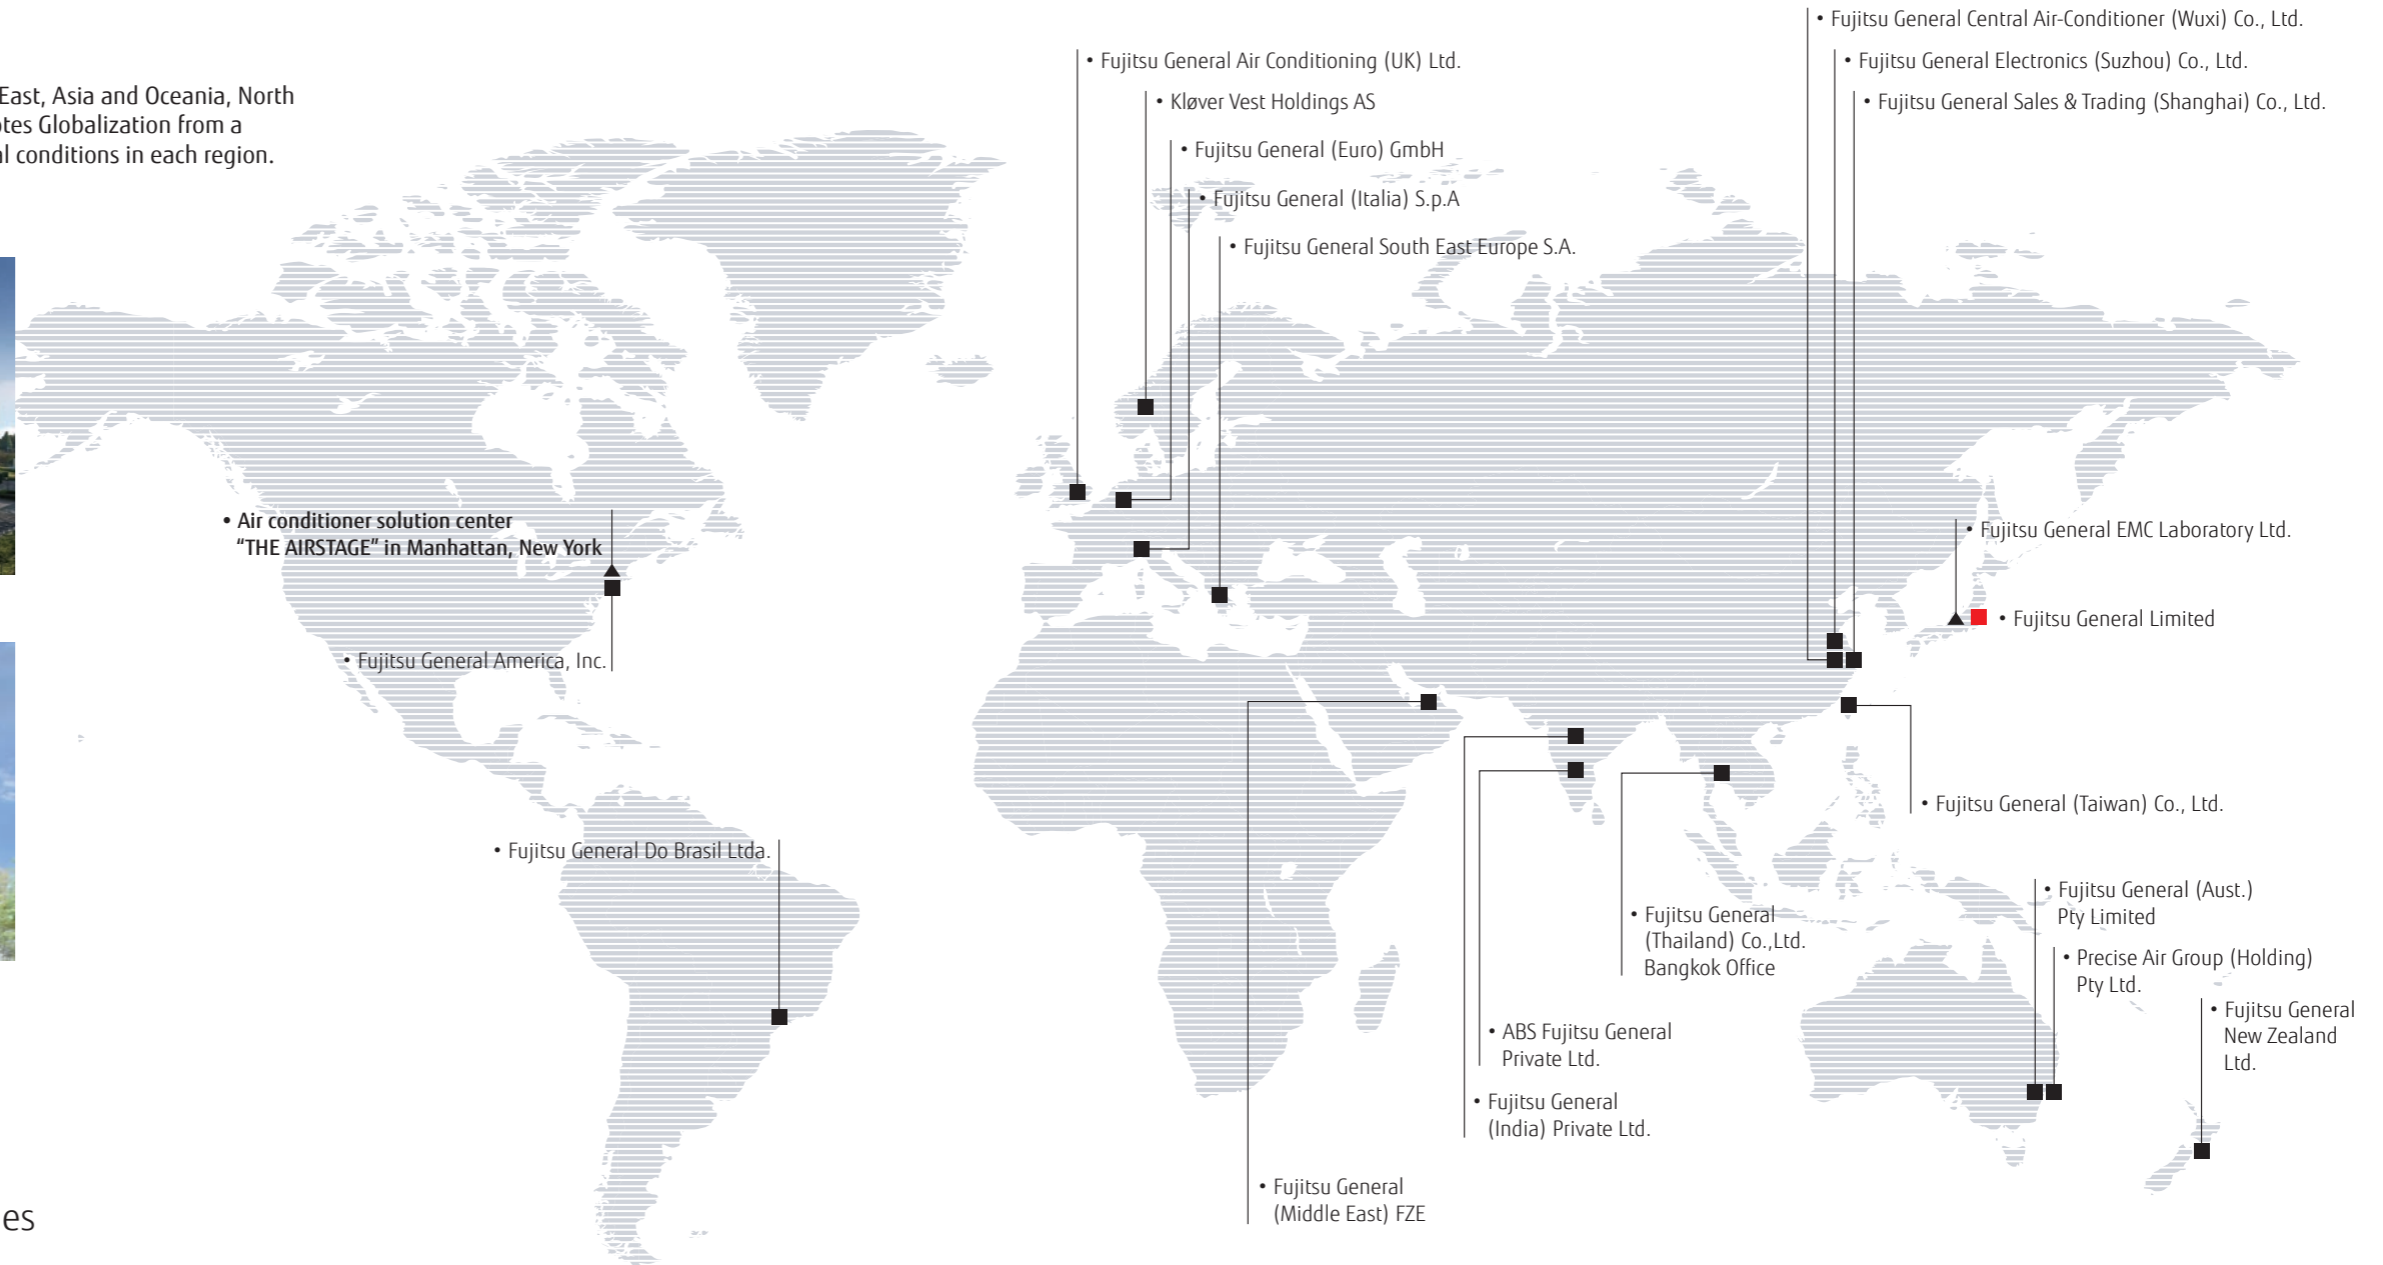 East, Asia and Oceania, North
otes Globalization from a
al conditions in each region.
• Fujitsu General Air Conditioning (UK) Ltd.
• Kløver Vest Holdings AS
• Fujitsu General (Euro) GmbH
• Fujitsu General (Italia) S.p.A
• Fujitsu General South East Europe S.A.
• Fujitsu General Central Air-Conditioner (Wuxi) Co., Ltd.
• Fujitsu General Electronics (Suzhou) Co., Ltd.
• Fujitsu General Sales & Trading (Shanghai) Co., Ltd.
• Air conditioner solution center
"THE AIRSTAGE" in Manhattan, New York
• Fujitsu General America, Inc.
• Fujitsu General EMC Laboratory Ltd.
• Fujitsu General Limited
• Fujitsu General (Taiwan) Co., Ltd.
• Fujitsu General Do Brasil Ltda.
• Fujitsu General
(Thailand) Co.,Ltd.
Bangkok Office
• Fujitsu General (Aust.)
Pty Limited
• Precise Air Group (Holding)
Pty Ltd.
• Fujitsu General
New Zealand
Ltd.
• ABS Fujitsu General
Private Ltd.
• Fujitsu General
(India) Private Ltd.
• Fujitsu General
(Middle East) FZE
es